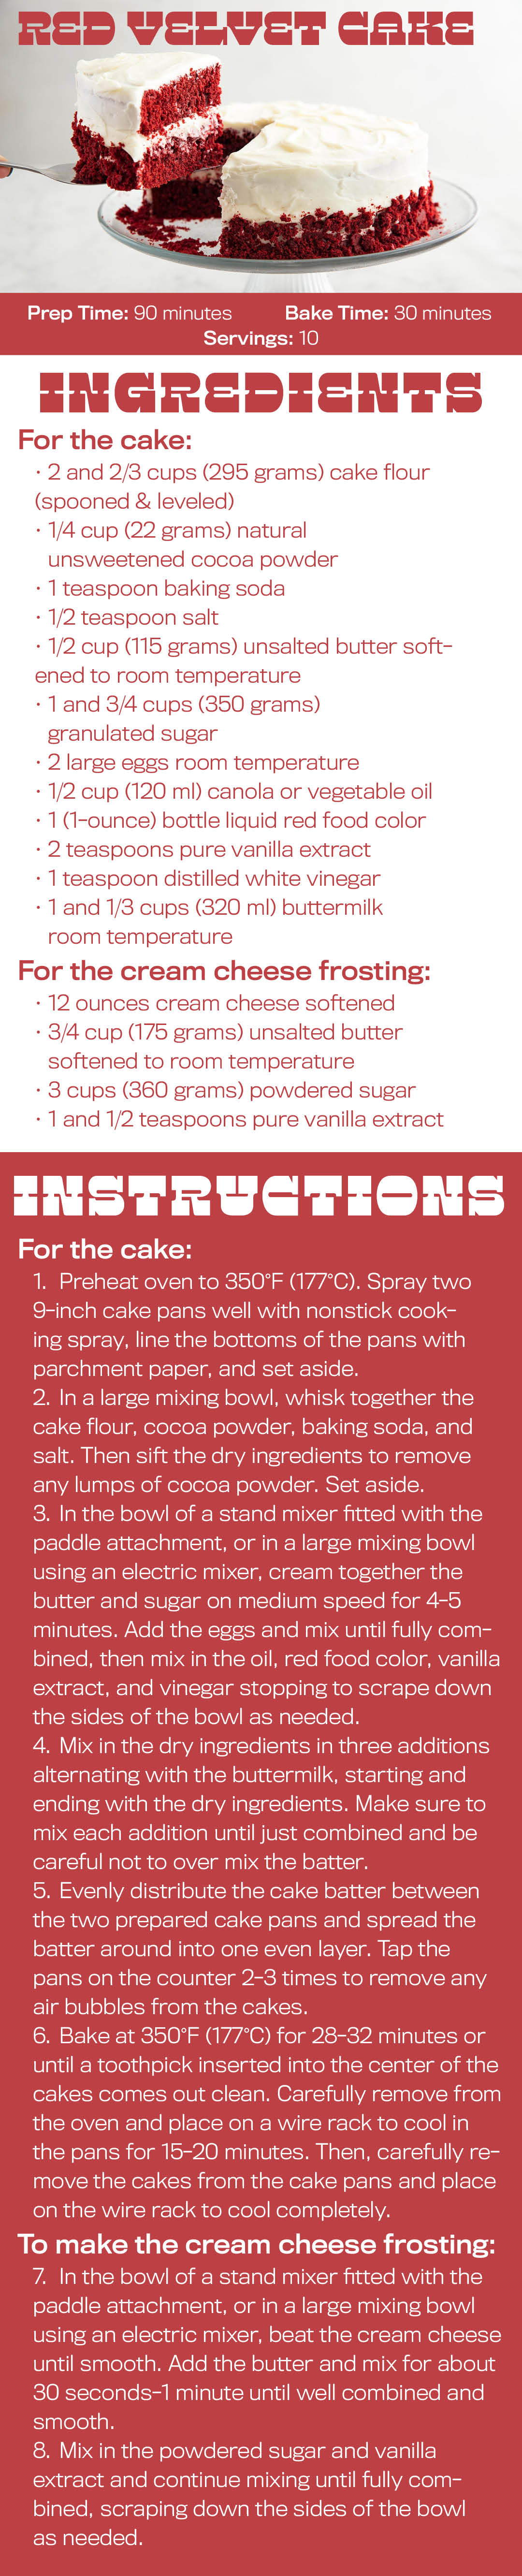 RED VELVET CAKE
Prep Time: 90 minutes Bake Time: 30 minutes
Servings: 10
INGREDIENTS
For the cake:
· 2 and 2/3 cups (295 grams) cake flour
(spooned & leveled)
· 1/4 cup (22 grams) natural
unsweetened cocoa powder
· 1 teaspoon baking soda
· 1/2 teaspoon salt
· 1/2 cup (115 grams) unsalted butter soft-
ened to room temperature
· 1 and 3/4 cups (350 grams)
granulated sugar
· 2 large eggs room temperature
· 1/2 cup (120 ml) canola or vegetable oil
· 1 (1-ounce) bottle liquid red food color
· 2 teaspoons pure vanilla extract
· 1 teaspoon distilled white vinegar
· 1 and 1/3 cups (320 ml) buttermilk
room temperature
For the cream cheese frosting:
· 12 ounces cream cheese softened
· 3/4 cup (175 grams) unsalted butter
softened to room temperature
· 3 cups (360 grams) powdered sugar
· 1 and 1/2 teaspoons pure vanilla extract
INSTRUCTIONS
For the cake:
1. Preheat oven to 350°F (177°C). Spray two
9-inch cake pans well with nonstick cook-
ing spray, line the bottoms of the pans with
parchment paper, and set aside.
2. In a large mixing bowl, whisk together the
cake flour, cocoa powder, baking soda, and
salt. Then sift the dry ingredients to remove
any lumps of cocoa powder. Set aside.
3. In the bowl of a stand mixer fitted with the
paddle attachment, or in a large mixing bowl
using an electric mixer, cream together the
butter and sugar on medium speed for 4-5
minutes. Add the eggs and mix until fully com-
bined, then mix in the oil, red food color, vanilla
extract, and vinegar stopping to scrape down
the sides of the bowl as needed.
4. Mix in the dry ingredients in three additions
alternating with the buttermilk, starting and
ending with the dry ingredients. Make sure to
mix each addition until just combined and be
careful not to over mix the batter.
5. Evenly distribute the cake batter between
the two prepared cake pans and spread the
batter around into one even layer. Tap the
pans on the counter 2-3 times to remove any
air bubbles from the cakes.
6. Bake at 350°F (177°C) for 28-32 minutes or
until a toothpick inserted into the center of the
cakes comes out clean. Carefully remove from
the oven and place on a wire rack to cool in
the pans for 15-20 minutes. Then, carefully re-
move the cakes from the cake pans and place
on the wire rack to cool completely.
To make the cream cheese frosting:
7. In the bowl of a stand mixer fitted with the
paddle attachment, or in a large mixing bowl
using an electric mixer, beat the cream cheese
until smooth. Add the butter and mix for about
30 seconds-1 minute until well combined and
smooth.
8. Mix in the powdered sugar and vanilla
extract and continue mixing until fully com-
bined, scraping down the sides of the bowl
as needed.